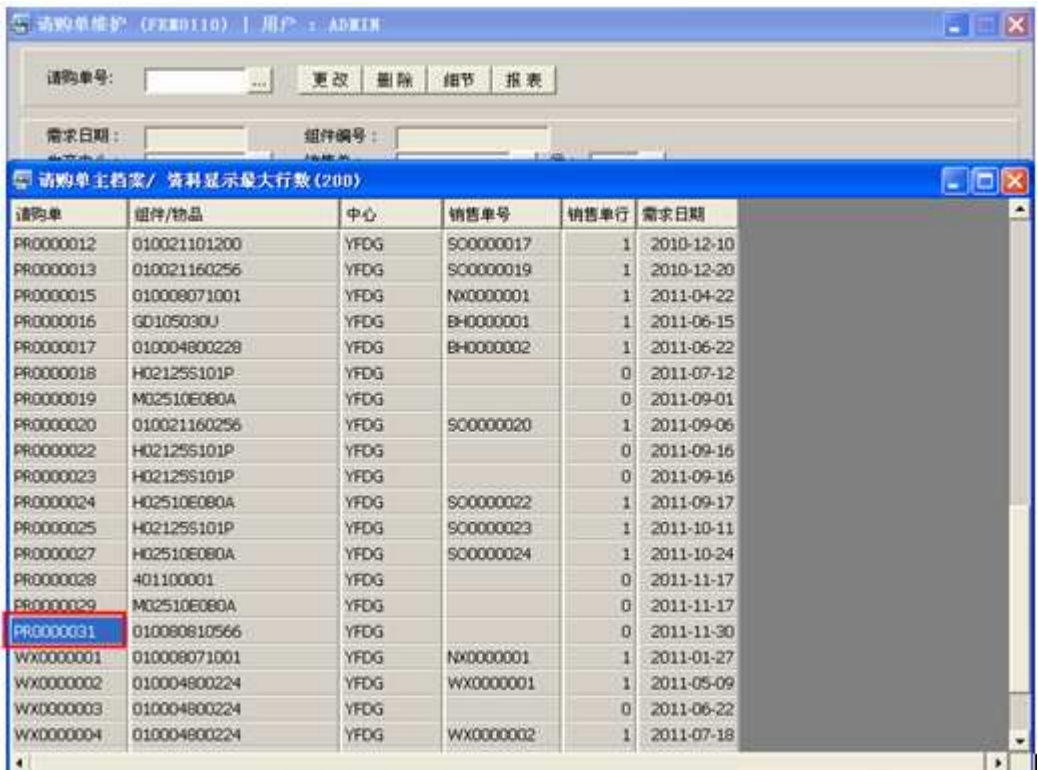 请购单维护 (FRM0110) | 用户 : ADMIN
请购单号: ... 更改 删除 细节 报表
需求日期: 组件编号:
请购单主档案/ 资料显示最大行数(200)
请购单 组件/物品 中心 销售单号 销售单行 需求日期
PR0000012 010021101200 YFDG SO0000017 1 2010-12-10
PR0000013 010021160256 YFDG SO0000019 1 2010-12-20
PR0000015 010008071001 YFDG NX0000001 1 2011-04-22
PR0000016 GD105030U YFDG BH0000001 1 2011-06-15
PR0000017 010004800228 YFDG BH0000002 1 2011-06-22
PR0000018 H02125S101P YFDG 0 2011-07-12
PR0000019 M02510E0B0A YFDG 0 2011-09-01
PR0000020 010021160256 YFDG SO0000020 1 2011-09-06
PR0000022 H02125S101P YFDG 0 2011-09-16
PR0000023 H02125S101P YFDG 0 2011-09-16
PR0000024 H02510E0B0A YFDG SO0000022 1 2011-09-17
PR0000025 H02125S101P YFDG SO0000023 1 2011-10-11
PR0000027 H02510E0B0A YFDG SO0000024 1 2011-10-24
PR0000028 401100001 YFDG 0 2011-11-17
PR0000029 M02510E0B0A YFDG 0 2011-11-17
PR0000031 010080810566 YFDG 0 2011-11-30
WX0000001 010008071001 YFDG NX0000001 1 2011-01-27
WX0000002 010004800224 YFDG WX0000001 1 2011-05-09
WX0000003 010004800224 YFDG 0 2011-06-22
WX0000004 010004800224 YFDG WX0000002 1 2011-07-18